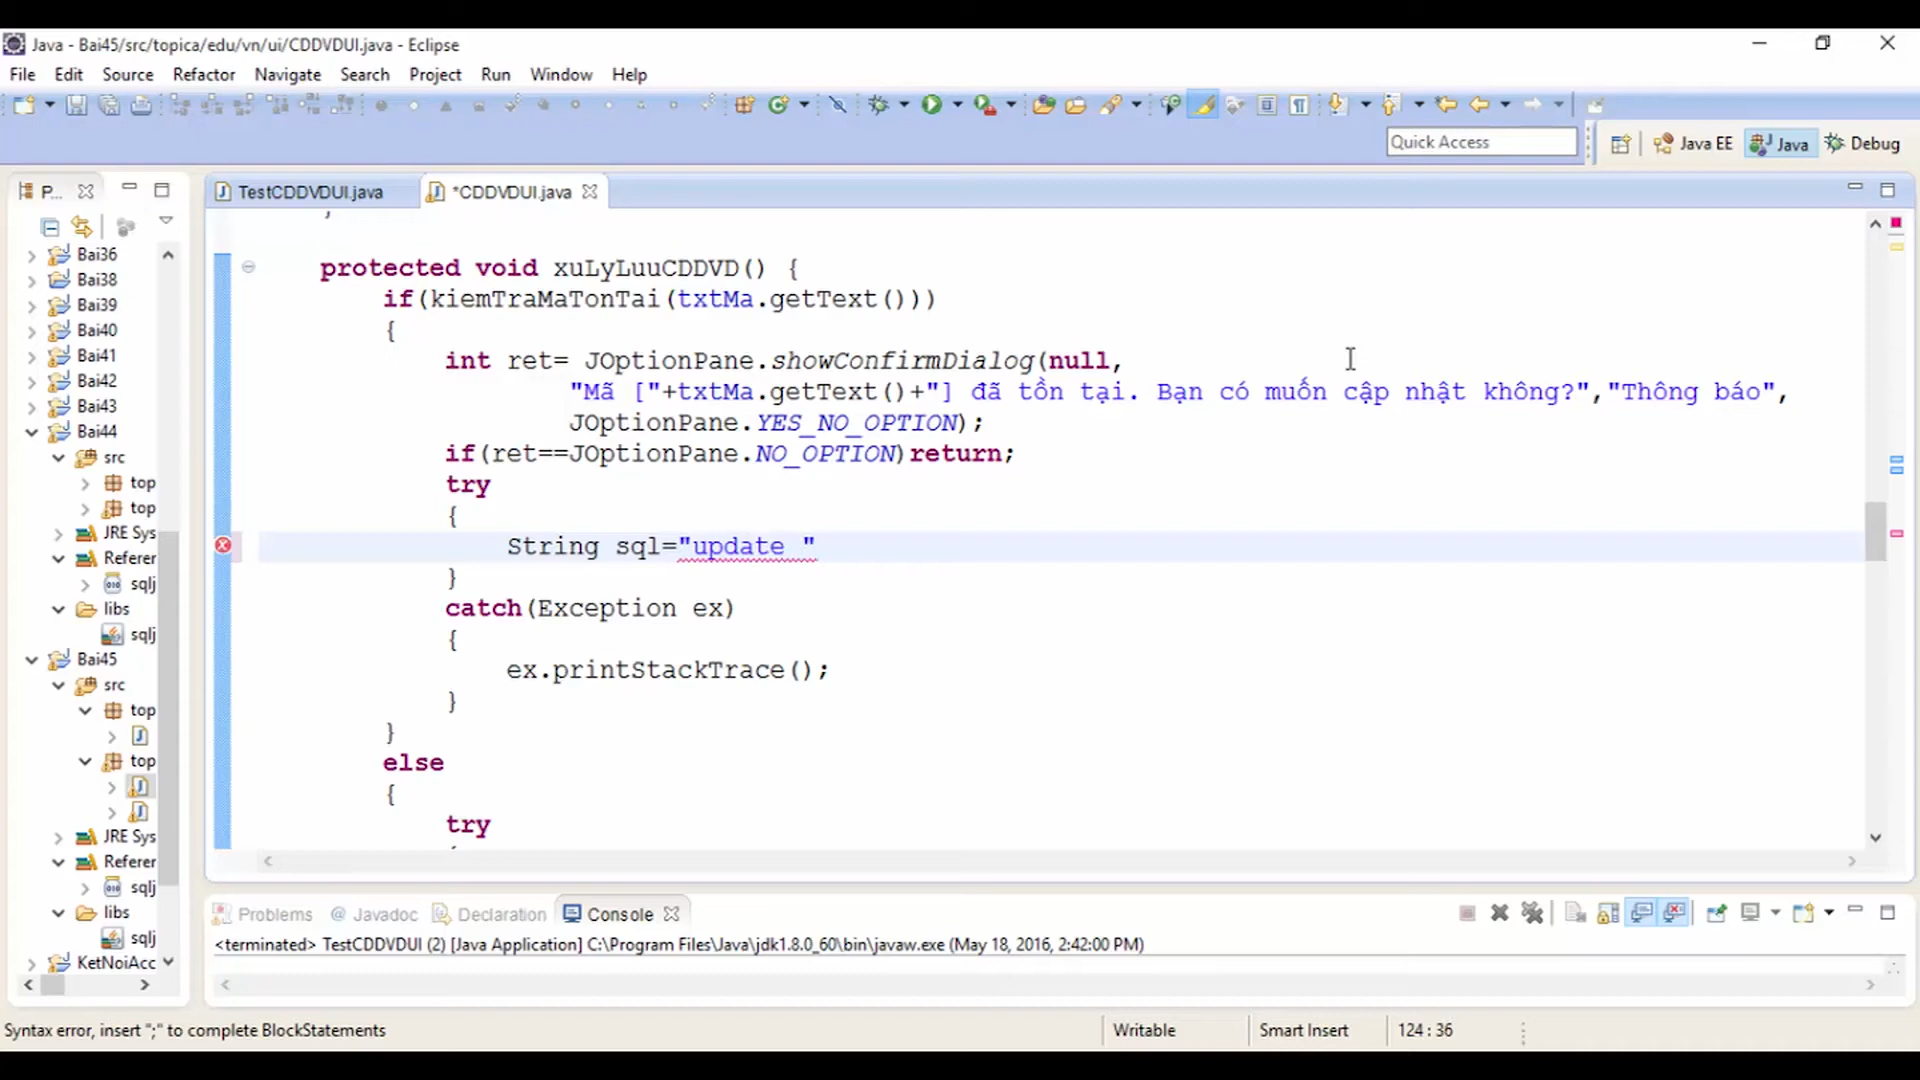 Java - Bai45/src/topica/edu/vn/ui/CDDVDUI.java - Eclipse
File Edit Source Refactor Navigate Search Project Run Window Help
Quick Access Java EE Java Debug
P... TestCDDVDUI.java *CDDVDUI.java
Bai36
Bai38
Bai39
Bai40
Bai41
Bai42
Bai43
Bai44
src
top
top
JRE Sys
Referer
sqlj
libs
sqlj
Bai45
src
top
top
JRE Sys
Referer
sqlj
libs
sqlj
KetNoiAcc
protected void xuLyLuuCDDVD() {
if(kiemTraMaTonTai(txtMa.getText()))
{
int ret= JOptionPane.showConfirmDialog(null,
"Mã ["+txtMa.getText()+"] đã tồn tại. Bạn có muốn cập nhật không?","Thông báo",
JOptionPane.YES_NO_OPTION);
if(ret==JOptionPane.NO_OPTION)return;
try
{
String sql="update "
}
catch(Exception ex)
{
ex.printStackTrace();
}
}
else
{
try
Problems @ Javadoc Declaration Console
<terminated> TestCDDVDUI (2) [Java Application] C:\Program Files\Java\jdk1.8.0_60\bin\javaw.exe (May 18, 2016, 2:42:00 PM)
Syntax error, insert ";" to complete BlockStatements Writable Smart Insert 124 : 36